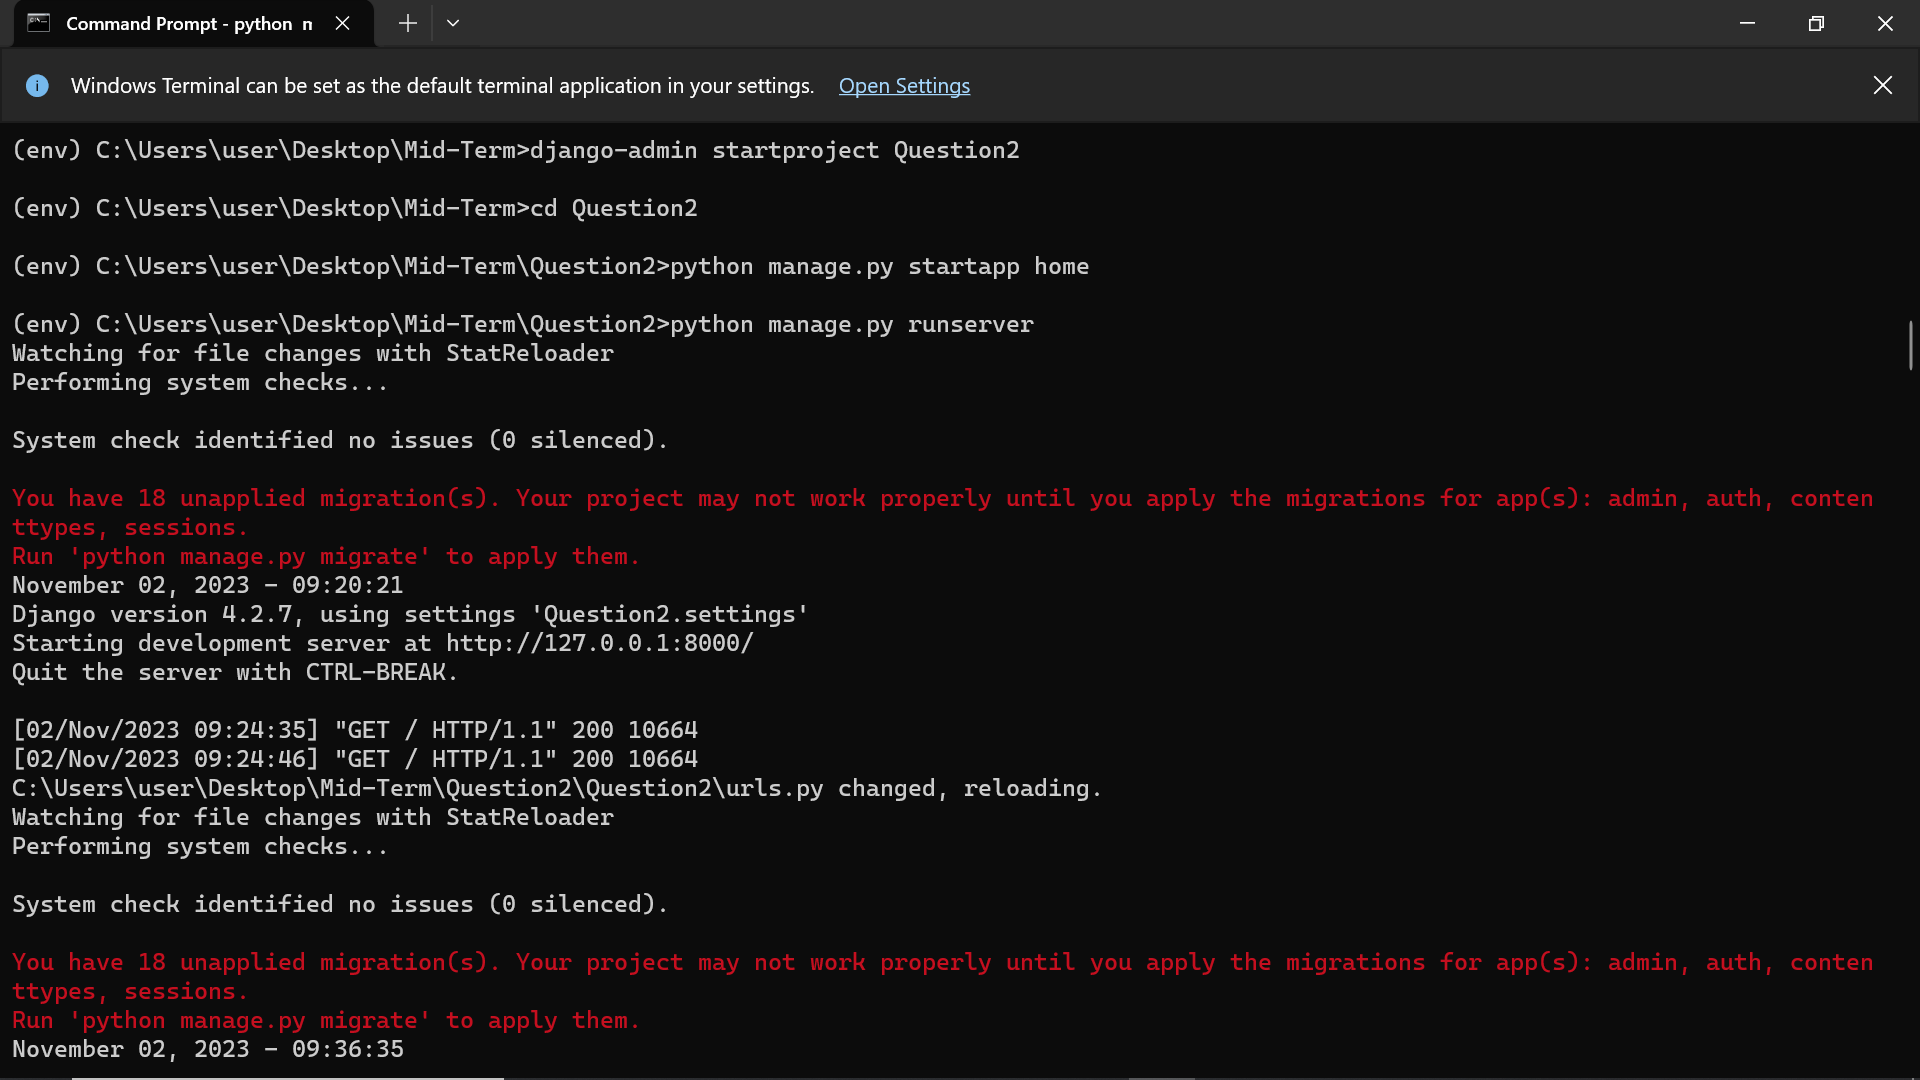 Command Prompt - python  n
Windows Terminal can be set as the default terminal application in your settings. Open Settings
(env) C:\Users\user\Desktop\Mid-Term>django-admin startproject Question2
(env) C:\Users\user\Desktop\Mid-Term>cd Question2
(env) C:\Users\user\Desktop\Mid-Term\Question2>python manage.py startapp home
(env) C:\Users\user\Desktop\Mid-Term\Question2>python manage.py runserver
Watching for file changes with StatReloader
Performing system checks...
System check identified no issues (0 silenced).
You have 18 unapplied migration(s). Your project may not work properly until you apply the migrations for app(s): admin, auth, conten
ttypes, sessions.
Run 'python manage.py migrate' to apply them.
November 02, 2023 - 09:20:21
Django version 4.2.7, using settings 'Question2.settings'
Starting development server at http://127.0.0.1:8000/
Quit the server with CTRL-BREAK.
[02/Nov/2023 09:24:35] "GET / HTTP/1.1" 200 10664
[02/Nov/2023 09:24:46] "GET / HTTP/1.1" 200 10664
C:\Users\user\Desktop\Mid-Term\Question2\Question2\urls.py changed, reloading.
Watching for file changes with StatReloader
Performing system checks...
System check identified no issues (0 silenced).
You have 18 unapplied migration(s). Your project may not work properly until you apply the migrations for app(s): admin, auth, conten
ttypes, sessions.
Run 'python manage.py migrate' to apply them.
November 02, 2023 - 09:36:35